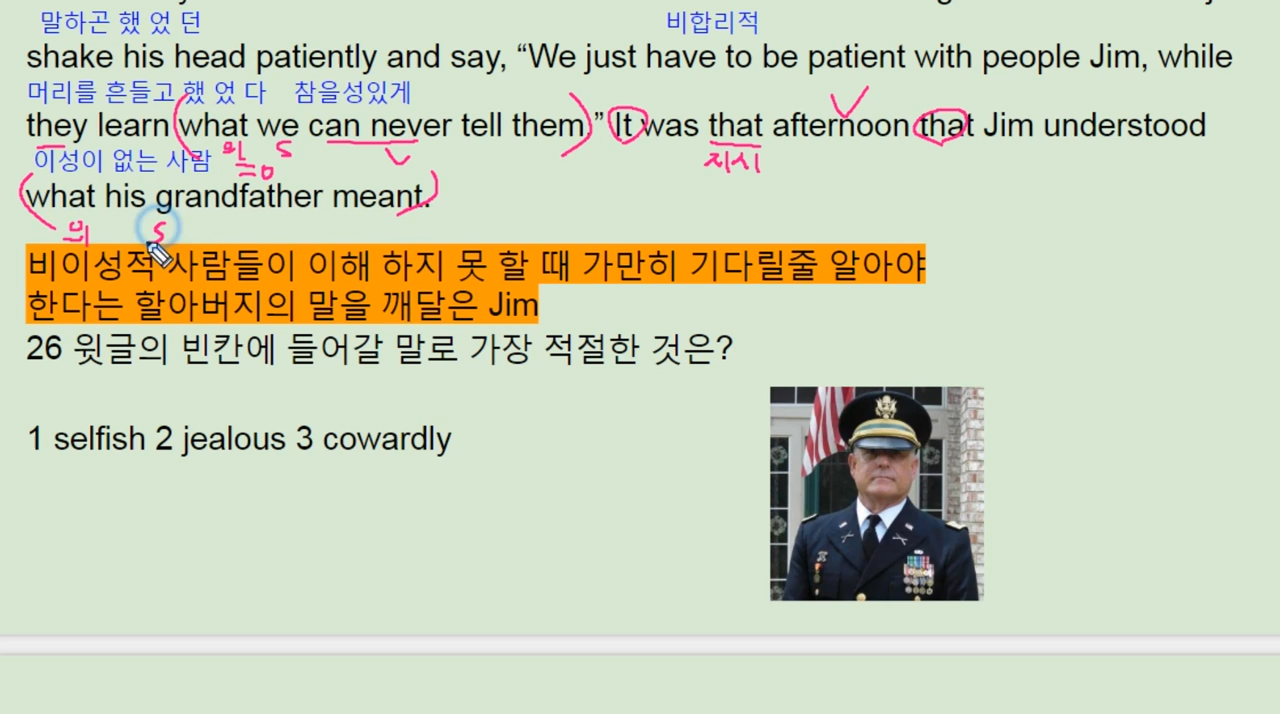 말하곤 했 었 던 비합리적
shake his head patiently and say, “We just have to be patient with people Jim, while
머리를 흔들고 했 었 다 참을성있게
they learn what we can never tell them.” It was that afternoon that Jim understood
이성이 없는 사람 의 S 지시
what his grandfather meant.
의 S
비이성적 사람들이 이해 하지 못 할 때 가만히 기다릴줄 알아야
한다는 할아버지의 말을 깨달은 Jim
26 윗글의 빈칸에 들어갈 말로 가장 적절한 것은?
1 selfish 2 jealous 3 cowardly